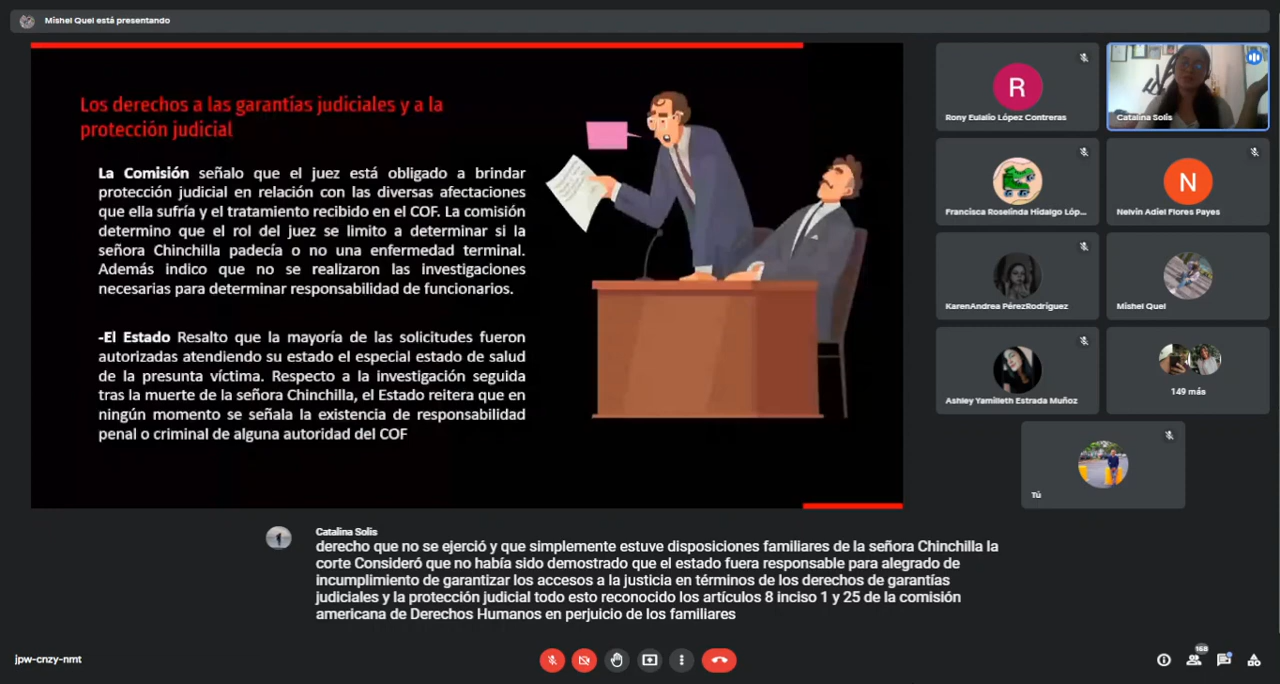 Mishel Quel está presentando
Los derechos a las garantías judiciales y a la
protección judicial
La Comisión señalo que el juez está obligado a brindar
protección judicial en relación con las diversas afectaciones
que ella sufría y el tratamiento recibido en el COF. La comisión
determino que el rol del juez se limito a determinar si la
señora Chinchilla padecía o no una enfermedad terminal.
Además indico que no se realizaron las investigaciones
necesarias para determinar responsabilidad de funcionarios.
-El Estado Resalto que la mayoría de las solicitudes fueron
autorizadas atendiendo su estado el especial estado de salud
de la presunta víctima. Respecto a la investigación seguida
tras la muerte de la señora Chinchilla, el Estado reitera que en
ningún momento se señala la existencia de responsabilidad
penal o criminal de alguna autoridad del COF
R
Rony Eulalio López Contreras
Catalina Solis
Francisca Roselinda Hidalgo Lóp...
N
Nelvin Adiel Flores Payes
KarenAndrea PérezRodríguez
Mishel Quel
Ashley Yamilleth Estrada Muñoz
149 más
Tú
Catalina Solis
derecho que no se ejerció y que simplemente estuve disposiciones familiares de la señora Chinchilla la
corte Consideró que no había sido demostrado que el estado fuera responsable para alegrado de
incumplimiento de garantizar los accesos a la justicia en términos de los derechos de garantías
judiciales y la protección judicial todo esto reconocido los artículos 8 inciso 1 y 25 de la comisión
americana de Derechos Humanos en perjuicio de los familiares
jpw-cnzy-nmt
168